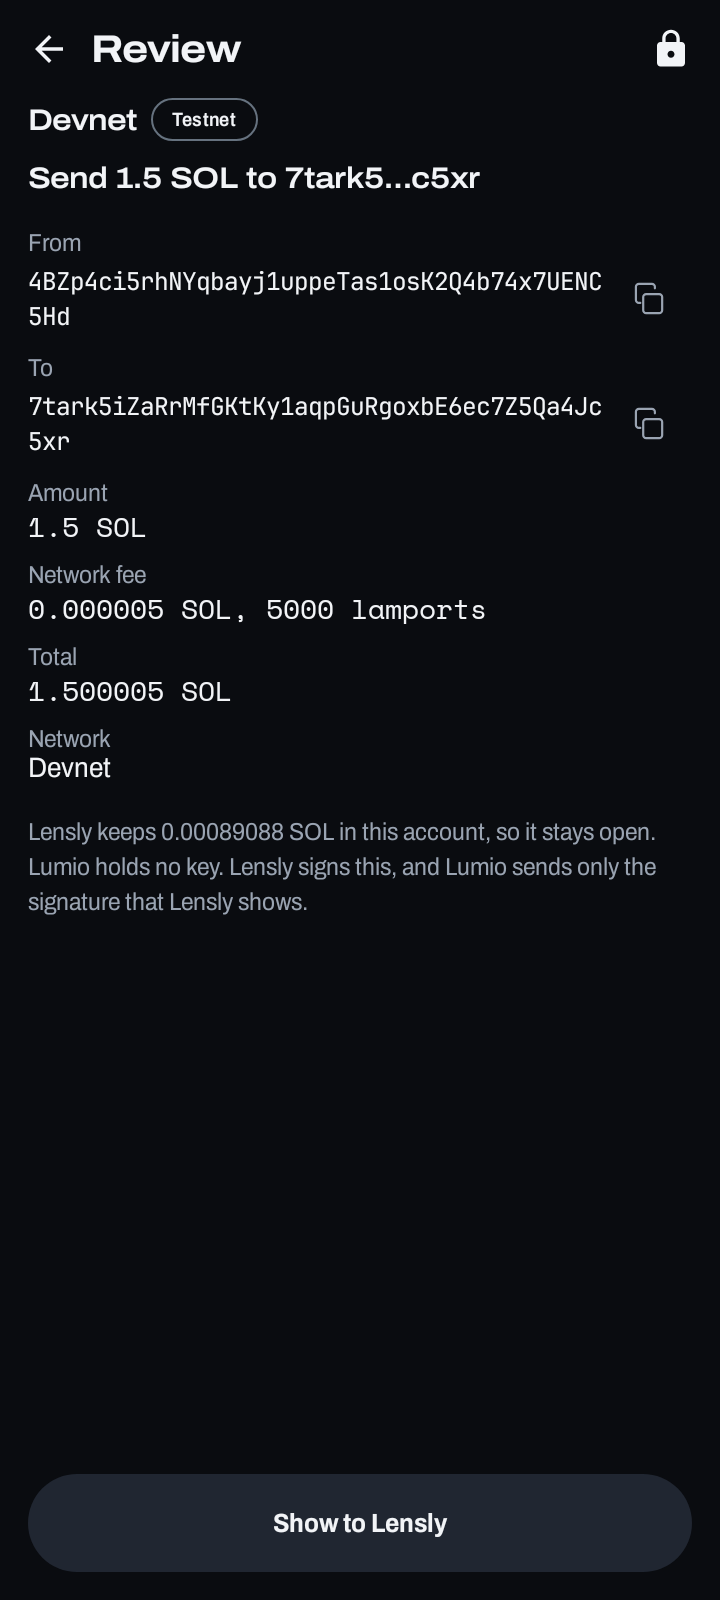 Review
Devnet Testnet
Send 1.5 SOL to 7tark5...c5xr
From
4BZp4ci5rhNYqbayj1uppeTas1osK2Q4b74x7UENC
5Hd
To
7tark5iZaRrMfGKtKy1aqpGuRgoxbE6ec7Z5Qa4Jc
5xr
Amount
1.5 SOL
Network fee
0.000005 SOL, 5000 lamports
Total
1.500005 SOL
Network
Devnet
Lensly keeps 0.00089088 SOL in this account, so it stays open.
Lumio holds no key. Lensly signs this, and Lumio sends only the
signature that Lensly shows.
Show to Lensly